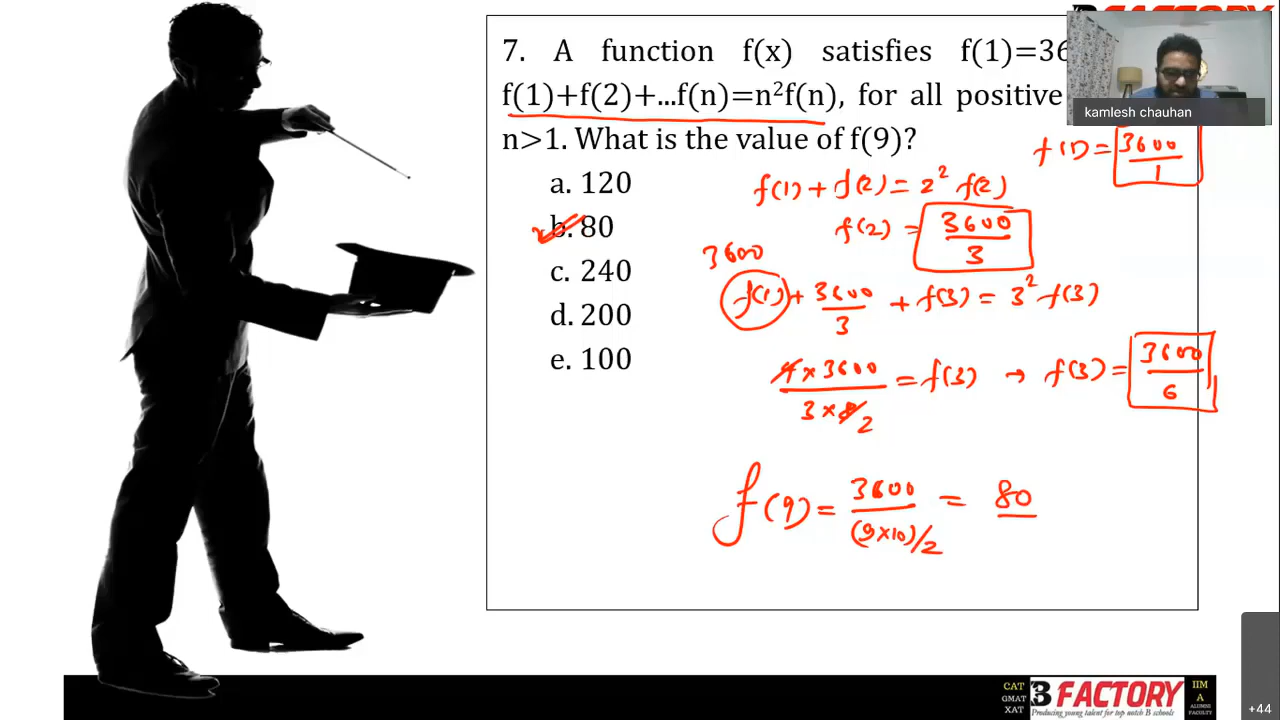 3 FACTORY
7. A function f(x) satisfies f(1)=36
f(1)+f(2)+...f(n)=n²f(n), for all positive
n>1. What is the value of f(9)?
kamlesh chauhan
f(1) = 3600/1
a. 120
b. 80
c. 240
d. 200
e. 100
f(1) + f(2) = 2² f(2)
f(2) = 3600/3
3600
f(1) + 3600/3 + f(3) = 3² f(3)
4 × 3600 / 3 × 8 2 = f(3) → f(3) = 3600/6
f(9) = 3600/(9×10)/2 = 80
CAT
GMAT
XAT
3 FACTORY
Producing young talent for top notch B schools
IIM
A
ALUMNI
FACULTY
+44